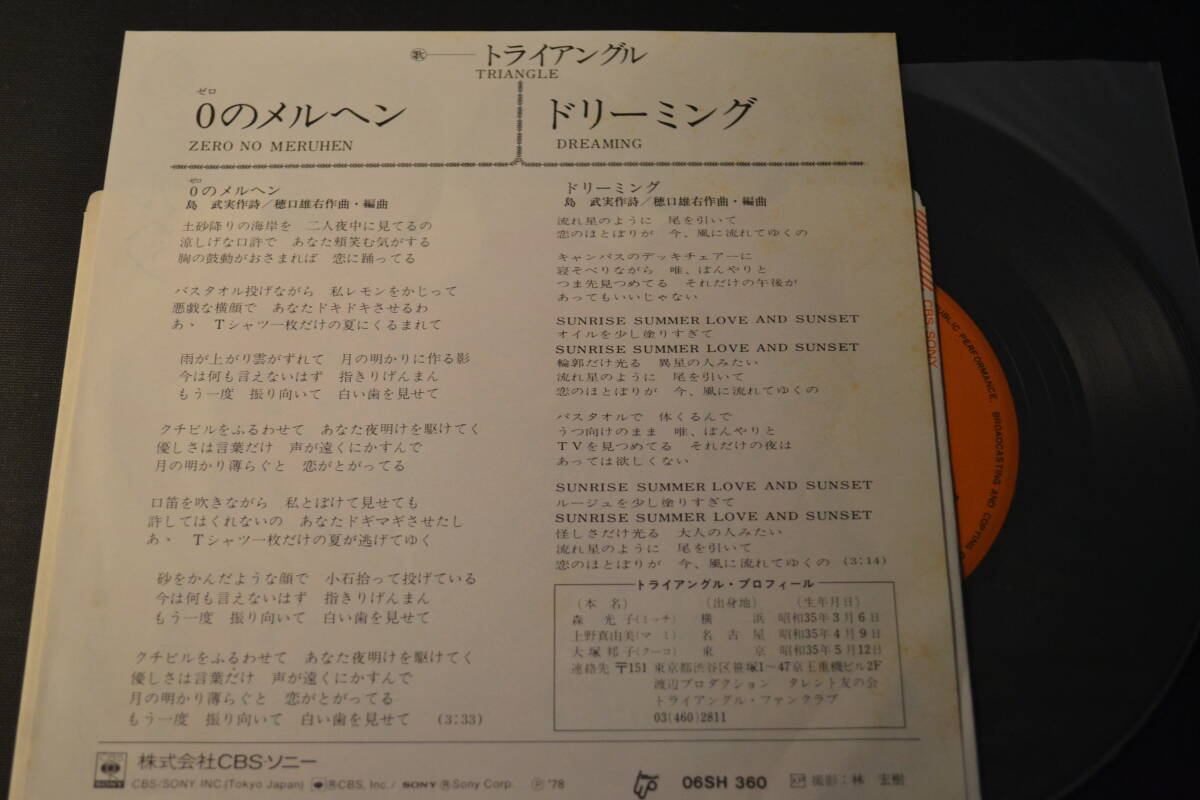 歌 トライアングル
TRIANGLE
ゼロ
0のメルヘン
ZERO NO MERUHEN
ドリーミング
DREAMING
ゼロ
0のメルヘン
島 武実作詩/穂口雄右作曲・編曲
土砂降りの海岸を 二人夜中に見てるの
涼しげな口許で あなた頬笑む気がする
胸の鼓動がおさまれば 恋に踊ってる
バスタオル投げながら 私レモンをかじって
悪戯な横顔で あなたドキドキさせるわ
あゝ Tシャツ一枚だけの夏にくるまれて
雨が上がり雲がずれて 月の明かりに作る影
今は何も言えないはず 指きりげんまん
もう一度 振り向いて 白い歯を見せて
クチビルをふるわせて あなた夜明けを駆けてく
優しさは言葉だけ 声が遠くにかすんで
月の明かり薄らぐと 恋がとがってる
口笛を吹きながら 私とぼけて見せても
許してはくれないの あなたドギマギさせたし
あゝ Tシャツ一枚だけの夏が逃げてゆく
砂をかんだような顔で 小石拾って投げている
今は何も言えないはず 指きりげんまん
もう一度 振り向いて 白い歯を見せて
クチビルをふるわせて あなた夜明けを駆けてく
優しさは言葉だけ 声が遠くにかすんで
月の明かり薄らぐと 恋がとがってる
もう一度 振り向いて 白い歯を見せて (3:33)
ドリーミング
島 武実作詩/穂口雄右作曲・編曲
流れ星のように 尾を引いて
恋のほとぼりが 今、風に流れてゆくの
キャンバスのデッキチェアーに
寝そべりながら 唯、ぼんやりと
つま先見つめてる それだけの午後が
あってもいいじゃない
SUNRISE SUMMER LOVE AND SUNSET
オイルを少し塗りすぎて
SUNRISE SUMMER LOVE AND SUNSET
輪郭だけ光る 異星の人みたい
流れ星のように 尾を引いて
恋のほとぼりが 今、風に流れてゆくの
バスタオルで 体くるんで
うつ向けのまま 唯、ぼんやりと
TVを見つめてる それだけの夜は
あっては欲しくない
SUNRISE SUMMER LOVE AND SUNSET
ルージュを少し塗りすぎて
SUNRISE SUMMER LOVE AND SUNSET
怪しさだけ光る 大人の人みたい
流れ星のように 尾を引いて
恋のほとぼりが 今、風に流れてゆくの (3:14)
トライアングル・プロフィール
(本 名) (出身地) (生年月日)
森 光子(ミッチ) 横 浜 昭和35年3月6日
上野真由美(マ ミ) 名 古 屋 昭和35年4月9日
大塚邦子(クーコ) 東 京 昭和35年5月12日
連絡先 〒151 東京都渋谷区笹塚1〜47京王重機ビル2F
渡辺プロダクション タレント友の会
トライアングル・ファンクラブ
03(460)2811
SONY 株式会社CBS・ソニー
CBS/SONY INC.(Tokyo Japan) ®CBS, Inc./ SONY ®Sony Corp. Ⓟ'78
06SH 360 撮影:林 宏樹
CBS/SONY
PUBLIC PERFORMANCE, BROADCASTING AND COPYING O